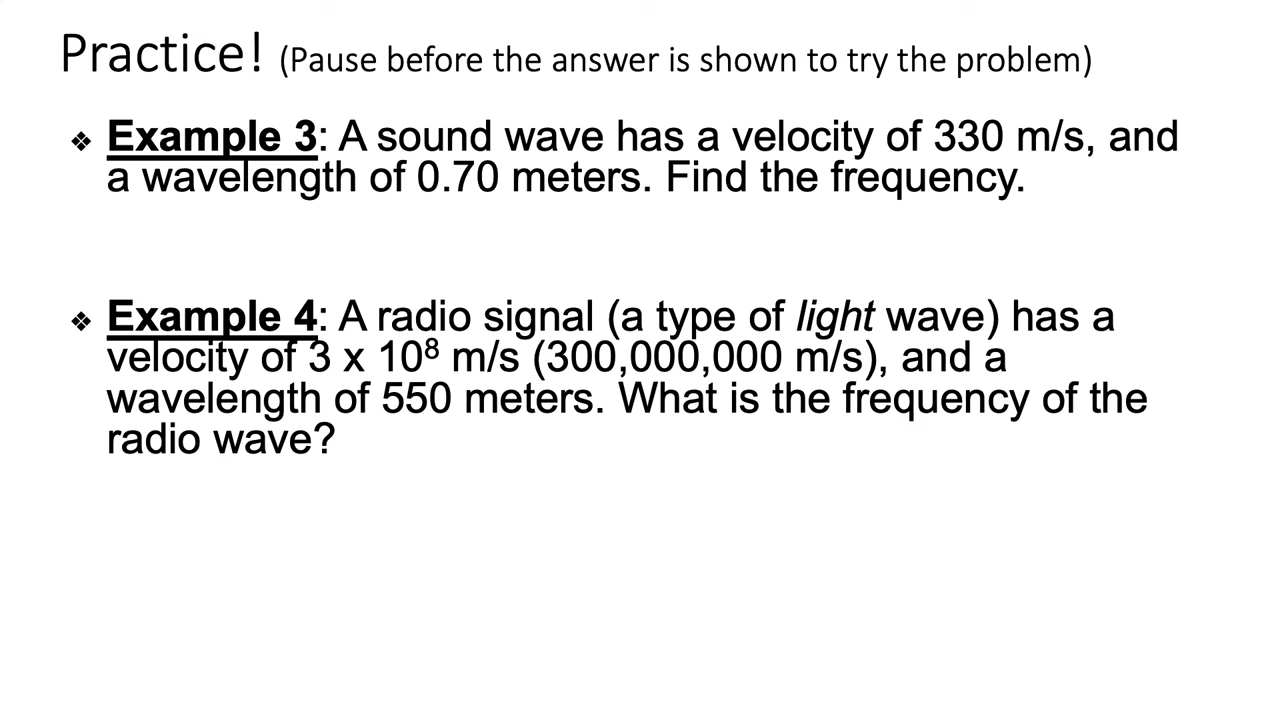 Practice! (Pause before the answer is shown to try the problem)
❖ Example 3: A sound wave has a velocity of 330 m/s, and
a wavelength of 0.70 meters. Find the frequency.
❖ Example 4: A radio signal (a type of light wave) has a
velocity of 3 x 10⁸ m/s (300,000,000 m/s), and a
wavelength of 550 meters. What is the frequency of the
radio wave?